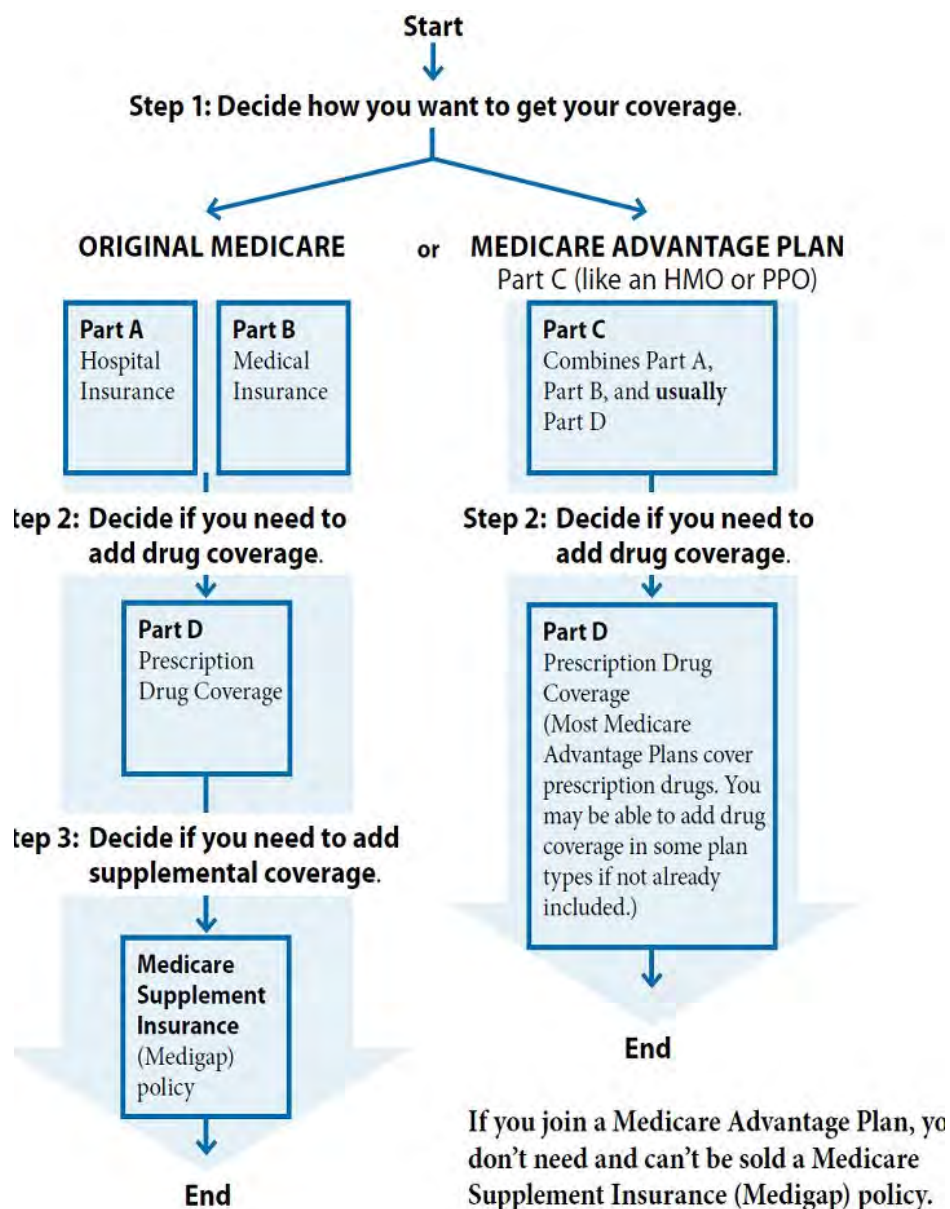 Start
Step 1: Decide how you want to get your coverage.
ORIGINAL MEDICARE
or
MEDICARE ADVANTAGE PLAN
Part C (like an HMO or PPO)
Part A
Hospital
Insurance
Part B
Medical
Insurance
Part C
Combines Part A,
Part B, and usually
Part D
tep 2: Decide if you need to
add drug coverage.
Part D
Prescription
Drug Coverage
tep 3: Decide if you need to add
supplemental coverage.
Medicare
Supplement
Insurance
(Medigap)
policy
End
Step 2: Decide if you need to
add drug coverage.
Part D
Prescription Drug
Coverage
(Most Medicare
Advantage Plans cover
prescription drugs. You
may be able to add drug
coverage in some plan
types if not already
included.)
End
If you join a Medicare Advantage Plan, yo
don't need and can't be sold a Medicare
Supplement Insurance (Medigap) policy.